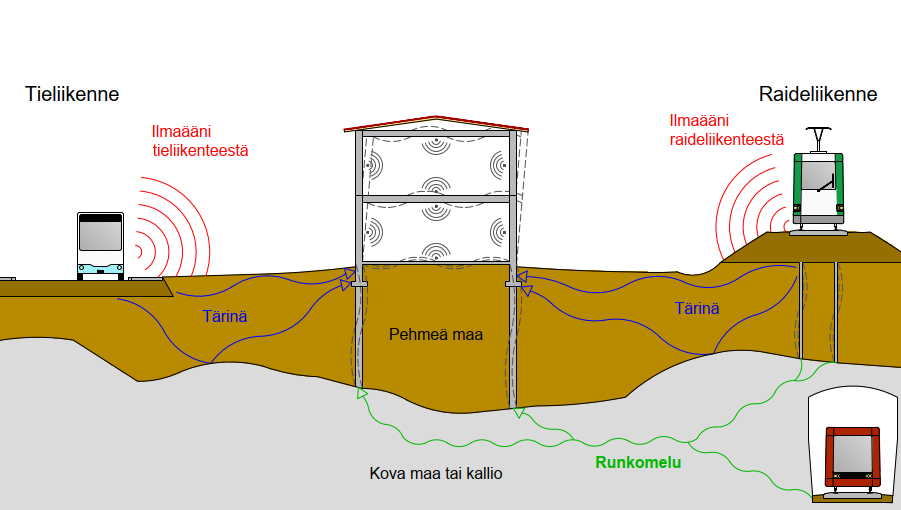 Tieliikenne
Raideliikenne
Ilmaääni
tieliikenteestä
Ilmaääni
raideliikenteestä
Tärinä
Tärinä
Pehmeä maa
Runkomelu
Kova maa tai kallio